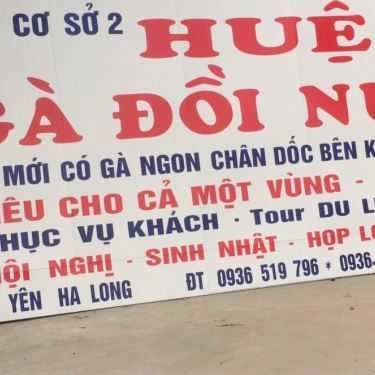 CƠ SỞ 2 HUỆ
GÀ ĐỒI
MỚI CÓ GÀ NGON CHÂN DỐC BÊN
CHO CẢ MỘT VÙNG -
PHỤC VỤ KHÁCH - Tour DU
HỘI NGHỊ - SINH NHẬT - HỌP
YÊN HẠ LONG ĐT 0936 519 796 * 0936